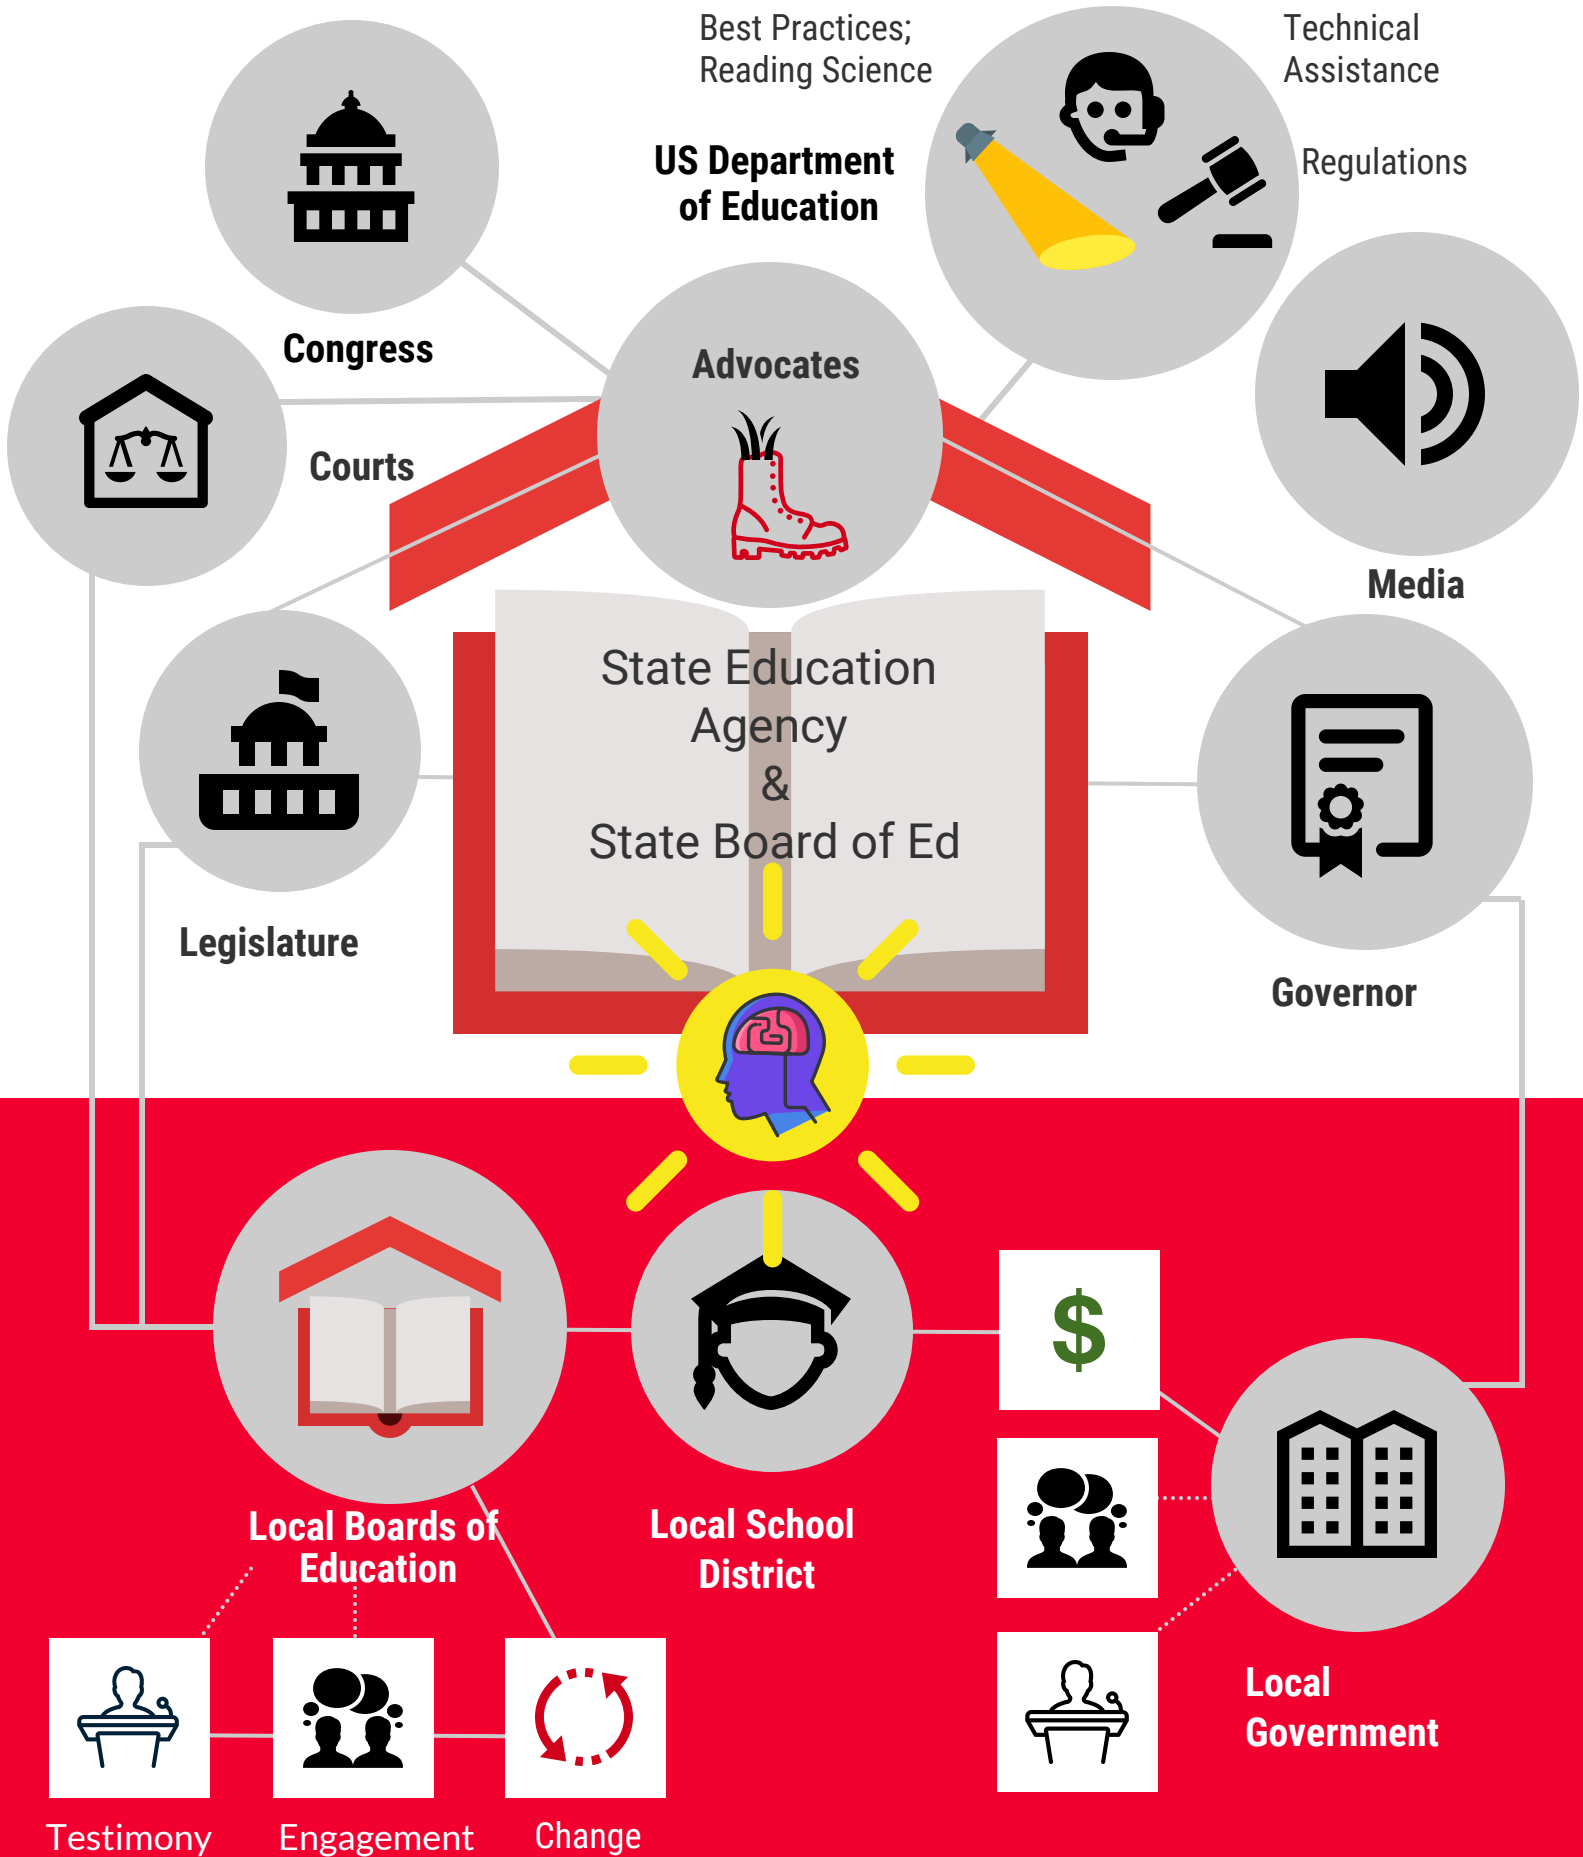 Best Practices;
Reading Science
Technical
Assistance
US Department
of Education
Regulations
Congress
Advocates
Courts
Media
State Education
Agency
&
State Board of Ed
Legislature
Governor
$
Local Boards of
Education
Local School
District
Local
Government
Testimony
Engagement
Change